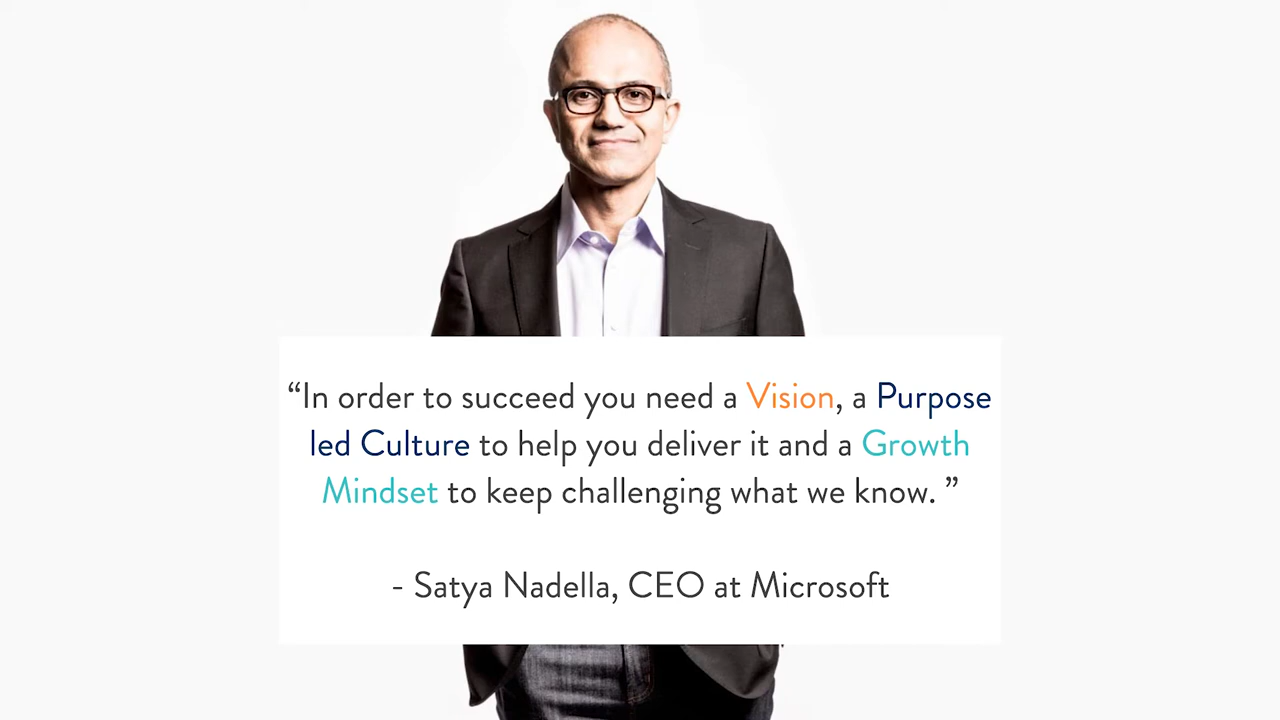 “In order to succeed you need a Vision, a Purpose
led Culture to help you deliver it and a Growth
Mindset to keep challenging what we know. ”
- Satya Nadella, CEO at Microsoft